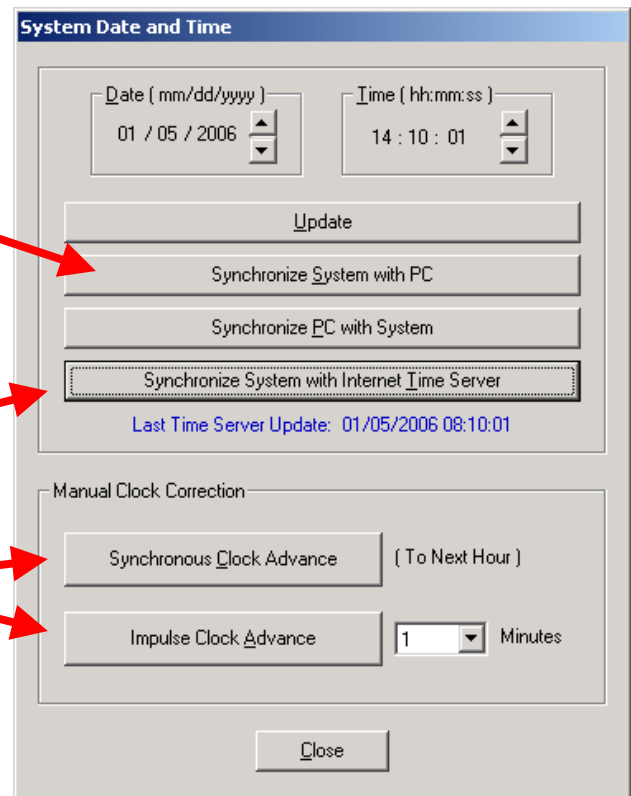 System Date and Time
Date ( mm/dd/yyyy )
Time ( hh:mm:ss )
01 / 05 / 2006
14 : 10 : 01
Update
Synchronize System with PC
Synchronize PC with System
Synchronize System with Internet Time Server
Last Time Server Update: 01/05/2006 08:10:01
Manual Clock Correction
Synchronous Clock Advance
( To Next Hour )
Impulse Clock Advance
1
Minutes
Close